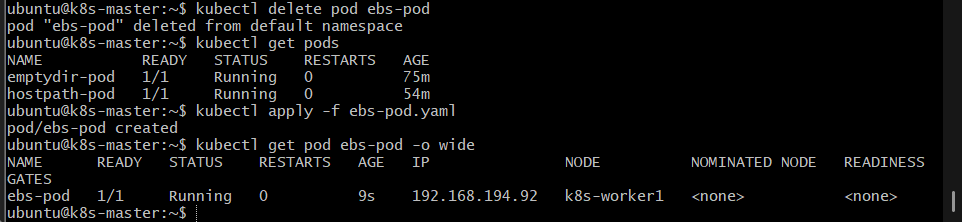 ubuntu@k8s-master:~$ kubectl delete pod ebs-pod
pod "ebs-pod" deleted from default namespace
ubuntu@k8s-master:~$ kubectl get pods
NAME           READY   STATUS    RESTARTS   AGE
emptydir-pod   1/1     Running   0          75m
hostpath-pod   1/1     Running   0          54m
ubuntu@k8s-master:~$ kubectl apply -f ebs-pod.yaml
pod/ebs-pod created
ubuntu@k8s-master:~$ kubectl get pod ebs-pod -o wide
NAME      READY   STATUS    RESTARTS   AGE   IP               NODE          NOMINATED NODE   READINESS
GATES
ebs-pod   1/1     Running   0          9s    192.168.194.92   k8s-worker1   <none>           <none>
ubuntu@k8s-master:~$